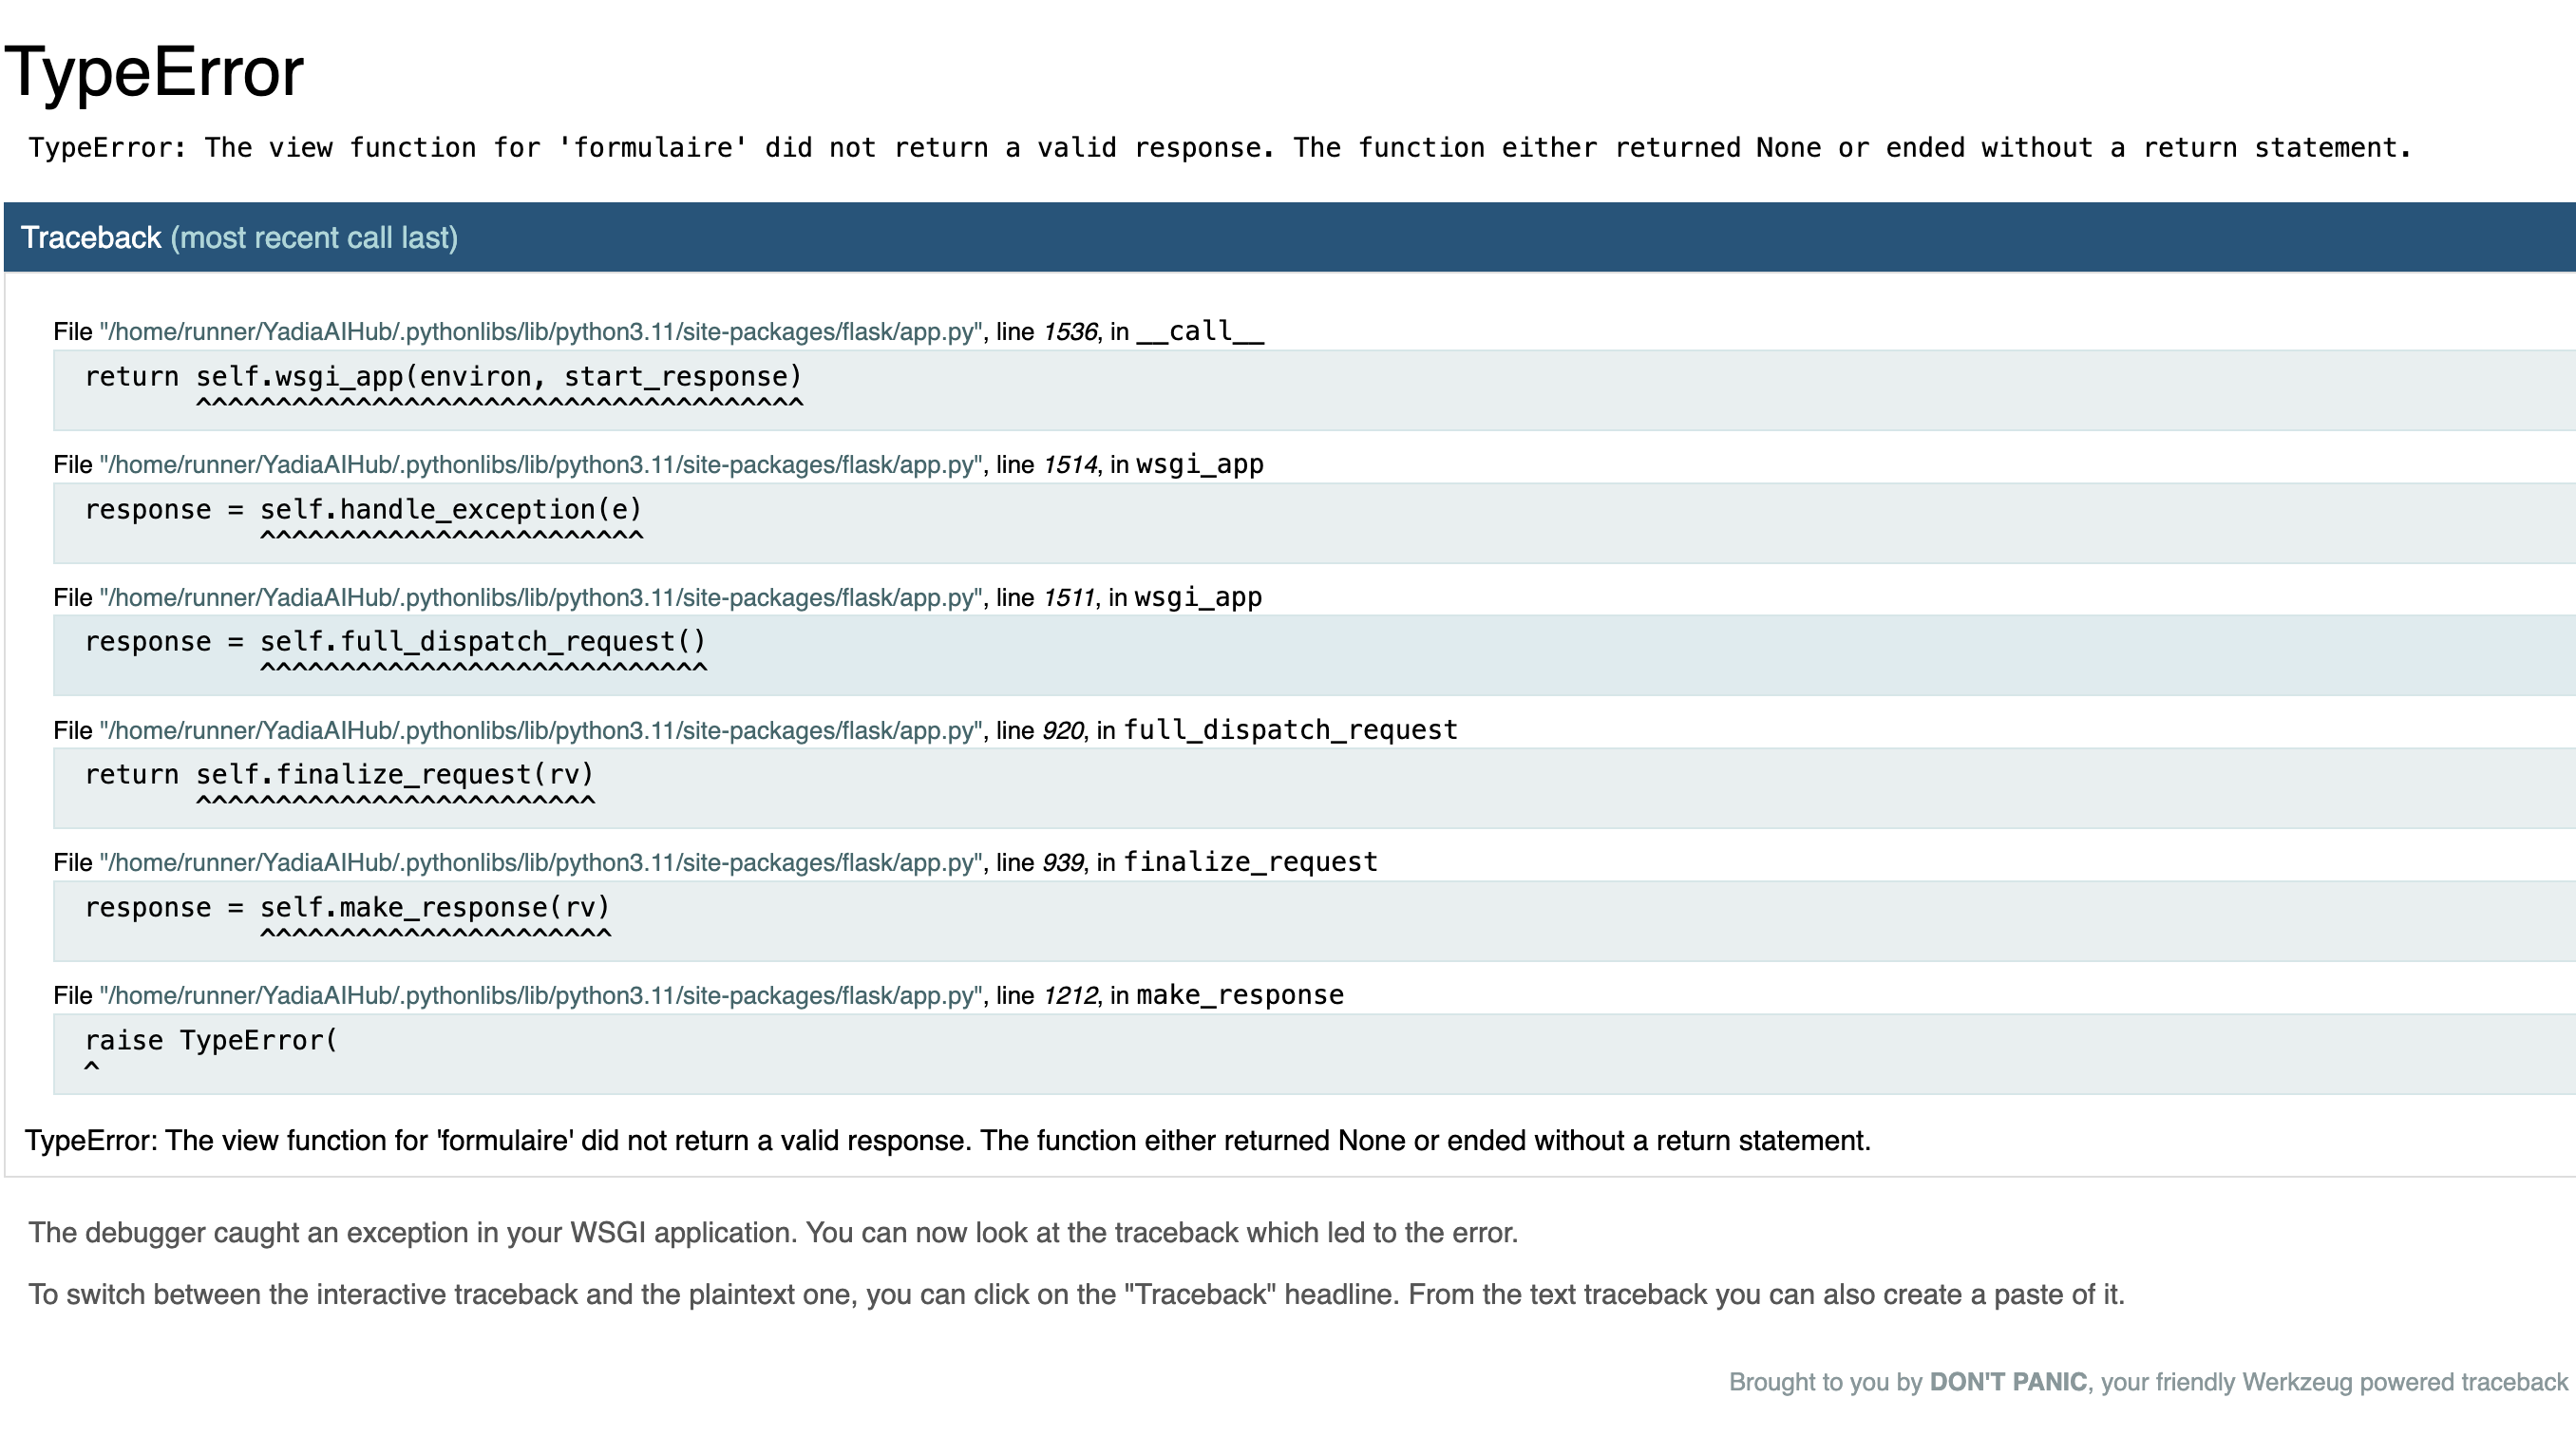 TypeError
TypeError: The view function for 'formulaire' did not return a valid response. The function either returned None or ended without a return statement.
Traceback (most recent call last)
File "/home/runner/YadiaAIHub/.pythonlibs/lib/python3.11/site-packages/flask/app.py", line 1536, in __call__
return self.wsgi_app(environ, start_response)
^^^^^^^^^^^^^^^^^^^^^^^^^^^^^^^^^^^^^^
File "/home/runner/YadiaAIHub/.pythonlibs/lib/python3.11/site-packages/flask/app.py", line 1514, in wsgi_app
response = self.handle_exception(e)
^^^^^^^^^^^^^^^^^^^^^^^^
File "/home/runner/YadiaAIHub/.pythonlibs/lib/python3.11/site-packages/flask/app.py", line 1511, in wsgi_app
response = self.full_dispatch_request()
^^^^^^^^^^^^^^^^^^^^^^^^^^^^
File "/home/runner/YadiaAIHub/.pythonlibs/lib/python3.11/site-packages/flask/app.py", line 920, in full_dispatch_request
return self.finalize_request(rv)
^^^^^^^^^^^^^^^^^^^^^^^^^
File "/home/runner/YadiaAIHub/.pythonlibs/lib/python3.11/site-packages/flask/app.py", line 939, in finalize_request
response = self.make_response(rv)
^^^^^^^^^^^^^^^^^^^^^^
File "/home/runner/YadiaAIHub/.pythonlibs/lib/python3.11/site-packages/flask/app.py", line 1212, in make_response
raise TypeError(
^
TypeError: The view function for 'formulaire' did not return a valid response. The function either returned None or ended without a return statement.
The debugger caught an exception in your WSGI application. You can now look at the traceback which led to the error.
To switch between the interactive traceback and the plaintext one, you can click on the "Traceback" headline. From the text traceback you can also create a paste of it.
Brought to you by DON'T PANIC, your friendly Werkzeug powered traceback